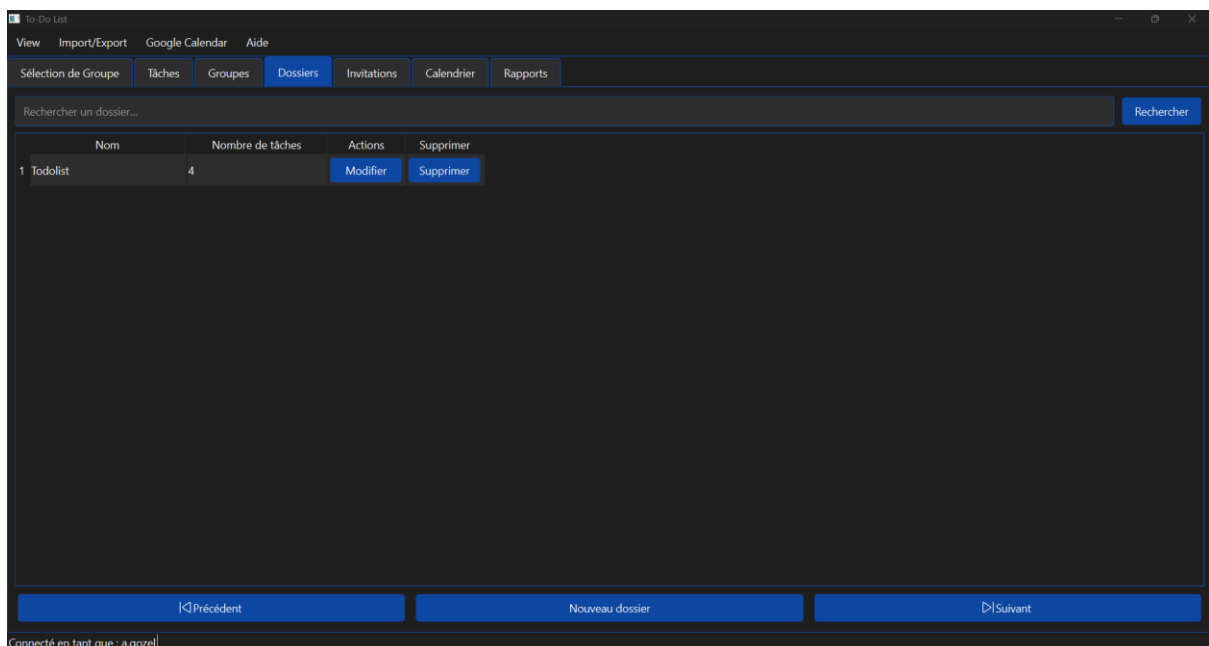 To-Do List
View Import/Export Google Calendar Aide
Sélection de Groupe Tâches Groupes Dossiers Invitations Calendrier Rapports
Rechercher un dossier... Rechercher
Nom Nombre de tâches Actions Supprimer
1 Todolist 4 Modifier Supprimer
Précédent Nouveau dossier Suivant
Connecté en tant que : a.gozel